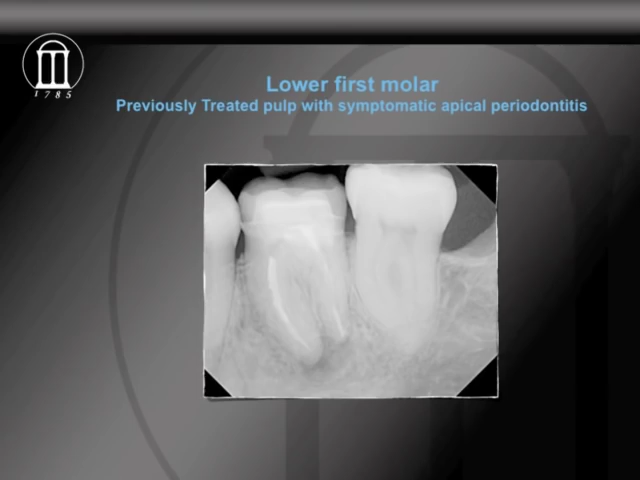 1785
Lower first molar
Previously Treated pulp with symptomatic apical periodontitis